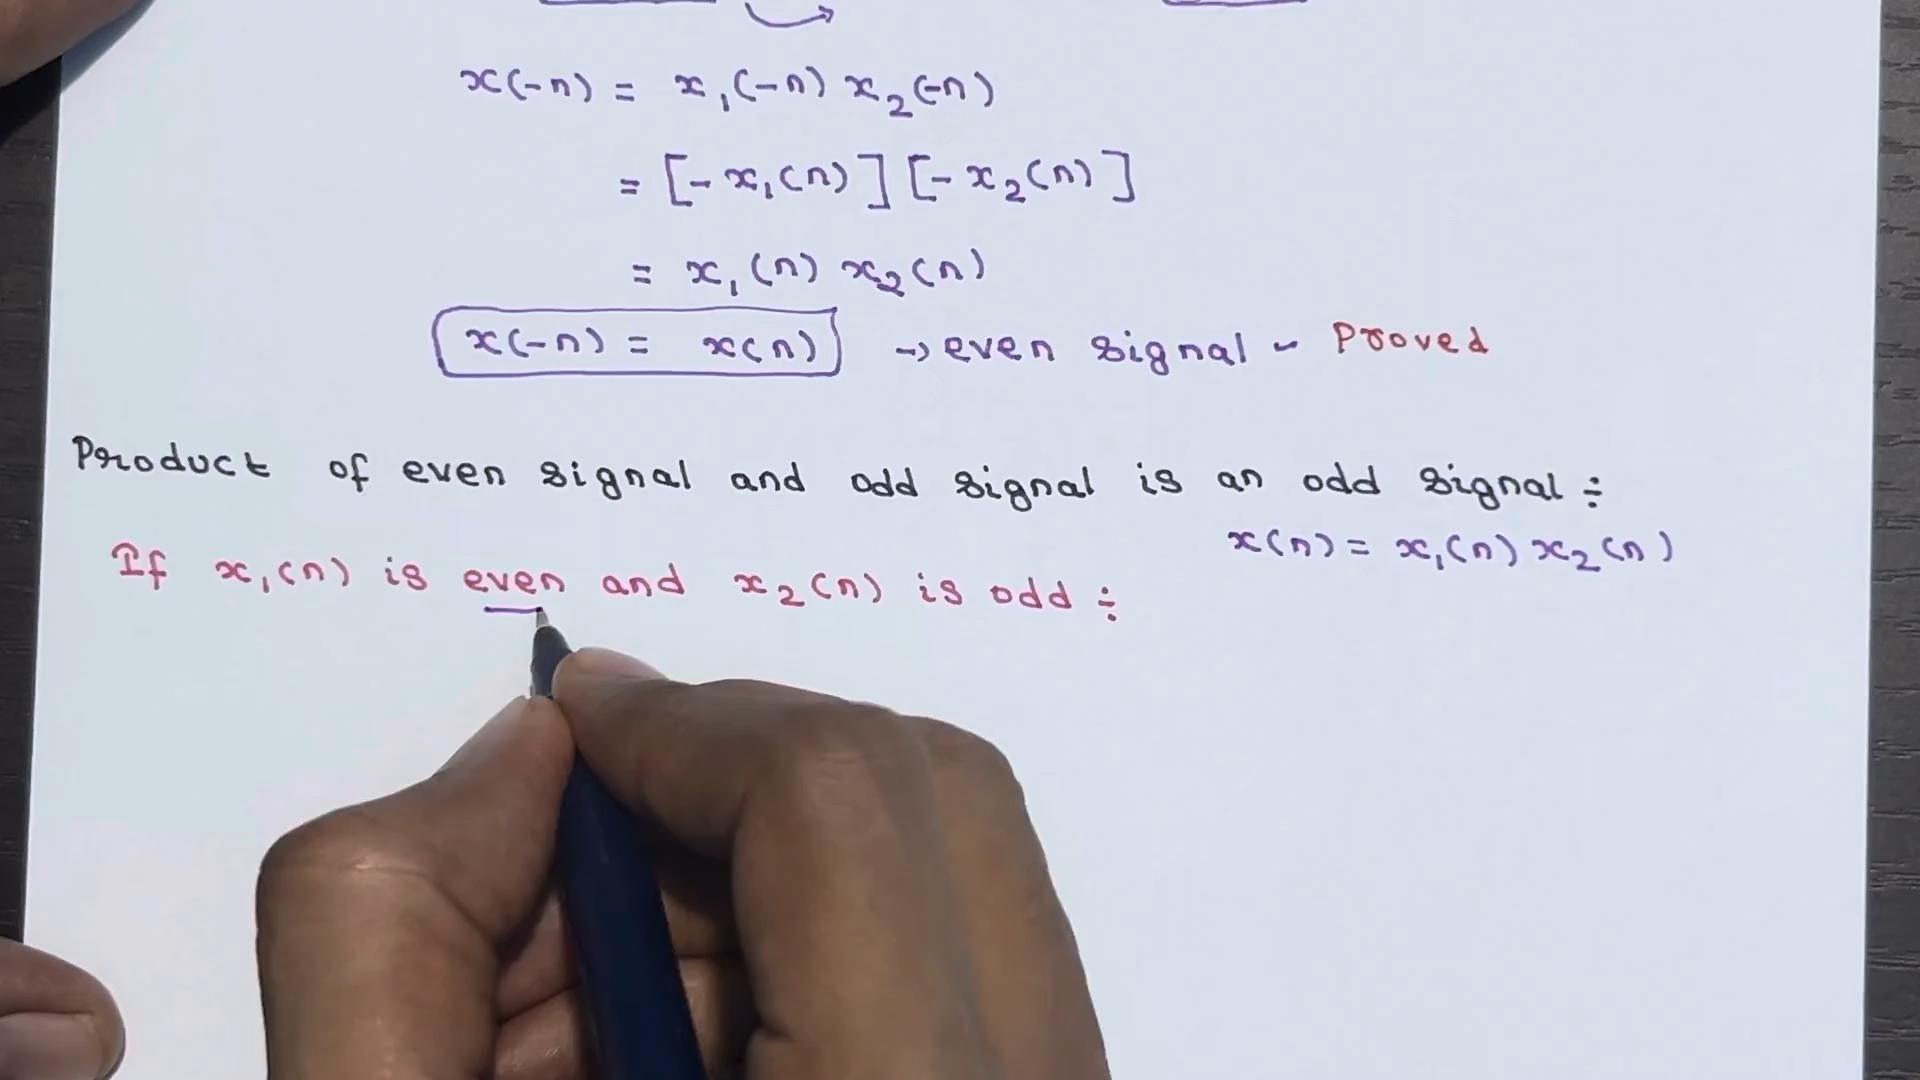 x(-n) = x₁(-n) x₂(-n)
= [-x₁(n)] [-x₂(n)]
= x₁(n) x₂(n)
x(-n) = x(n) → even signal - Proved
Product of even signal and odd signal is an odd signal ÷
x(n) = x₁(n) x₂(n)
If x₁(n) is even and x₂(n) is odd ÷